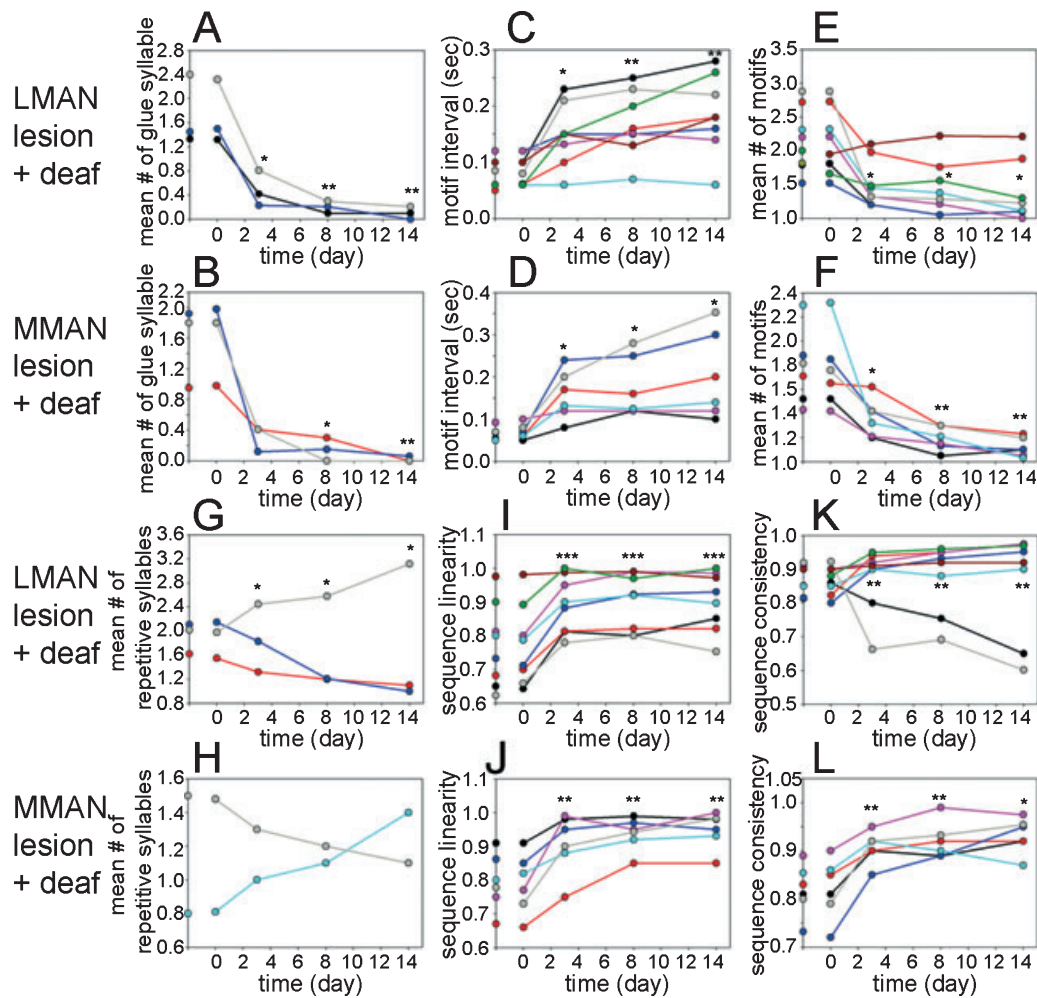 LMAN
lesion
+ deaf
A
mean # of glue syllable
2.8
2.4
2.0
1.6
1.2
0.8
0.4
0.0
*
**
**
0 2 4 6 8 10 12 14
time (day)
C
motif interval (sec)
0.3
0.2
0.1
0.0
*
**
**
0 2 4 6 8 10 12 14
time (day)
E
mean # of motifs
3.5
3.0
2.5
2.0
1.5
1.0
*
*
*
0 2 4 6 8 10 12 14
time (day)
MMAN
lesion
+ deaf
B
mean # of glue syllable
2.2
2.0
1.6
1.2
0.8
0.4
0.0
*
**
0 2 4 6 8 10 12 14
time (day)
D
motif interval (sec)
0.4
0.3
0.2
0.1
0.0
*
*
*
0 2 4 6 8 10 12 14
time (day)
F
mean # of motifs
2.4
2.2
2.0
1.8
1.6
1.4
1.2
1.0
*
**
**
0 2 4 6 8 10 12 14
time (day)
LMAN
lesion
+ deaf
G
mean # of
repetitive syllables
3.6
3.2
2.8
2.4
2.0
1.6
1.2
0.8
*
*
*
0 2 4 6 8 10 12 14
time (day)
I
sequence linearity
1.1
1.0
0.9
0.8
0.7
0.6
***
***
***
0 2 4 6 8 10 12 14
time (day)
K
sequence consistency
1.0
0.9
0.8
0.7
0.6
0.5
**
**
**
0 2 4 6 8 10 12 14
time (day)
MMAN
lesion
+ deaf
H
mean # of
repetitive syllables
1.6
1.4
1.2
1.0
0.8
0.6
0 2 4 6 8 10 12 14
time (day)
J
sequence linearity
1.1
1.0
0.9
0.8
0.7
0.6
**
**
**
0 2 4 6 8 10 12 14
time (day)
L
sequence consistency
1.05
1.0
0.9
0.8
0.7
**
**
*
0 2 4 6 8 10 12 14
time (day)